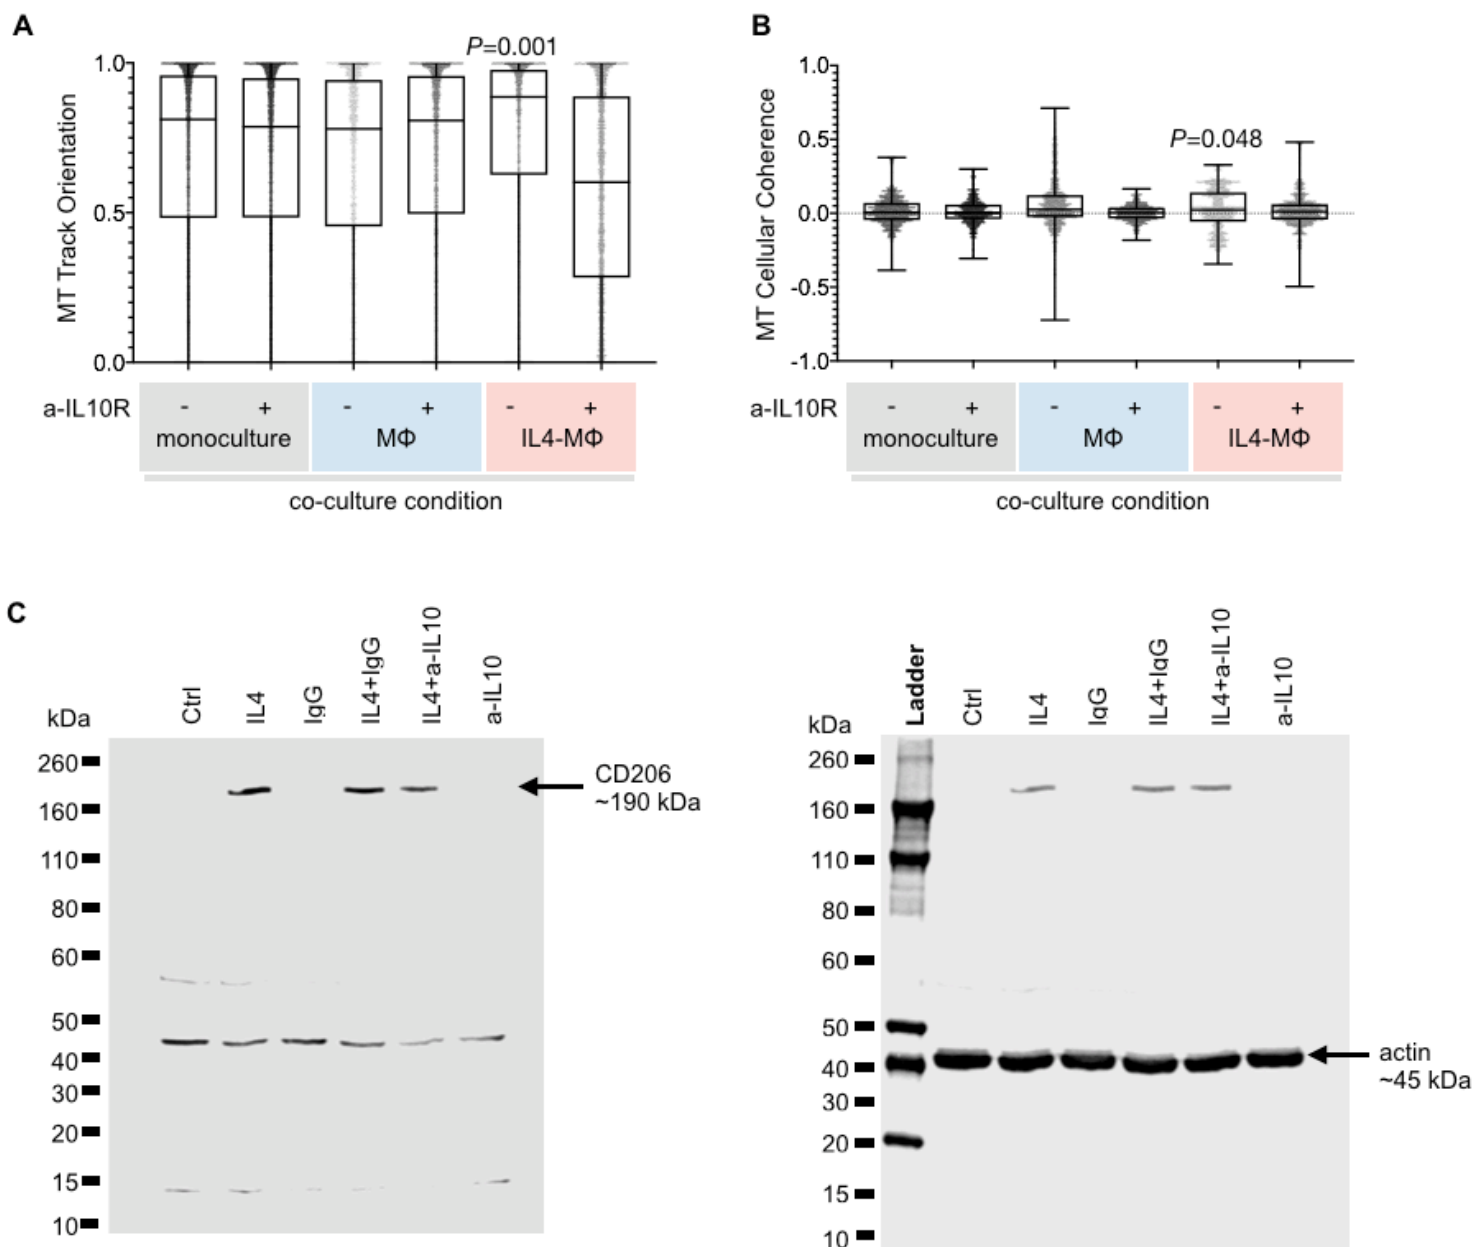 A
P=0.001
MT Track Orientation
1.0
0.5
0.0
a-IL10R - + - + - +
monoculture MΦ IL4-MΦ
co-culture condition
B
P=0.048
MT Cellular Coherence
1.0
0.5
0.0
-0.5
-1.0
a-IL10R - + - + - +
monoculture MΦ IL4-MΦ
co-culture condition
C
kDa
Ctrl
IL4
IgG
IL4+IgG
IL4+a-IL10
a-IL10
260
160
110
80
60
50
40
30
20
15
10
CD206
~190 kDa
kDa
Ladder
Ctrl
IL4
IgG
IL4+IgG
IL4+a-IL10
a-IL10
260
160
110
80
60
50
40
30
20
15
10
actin
~45 kDa